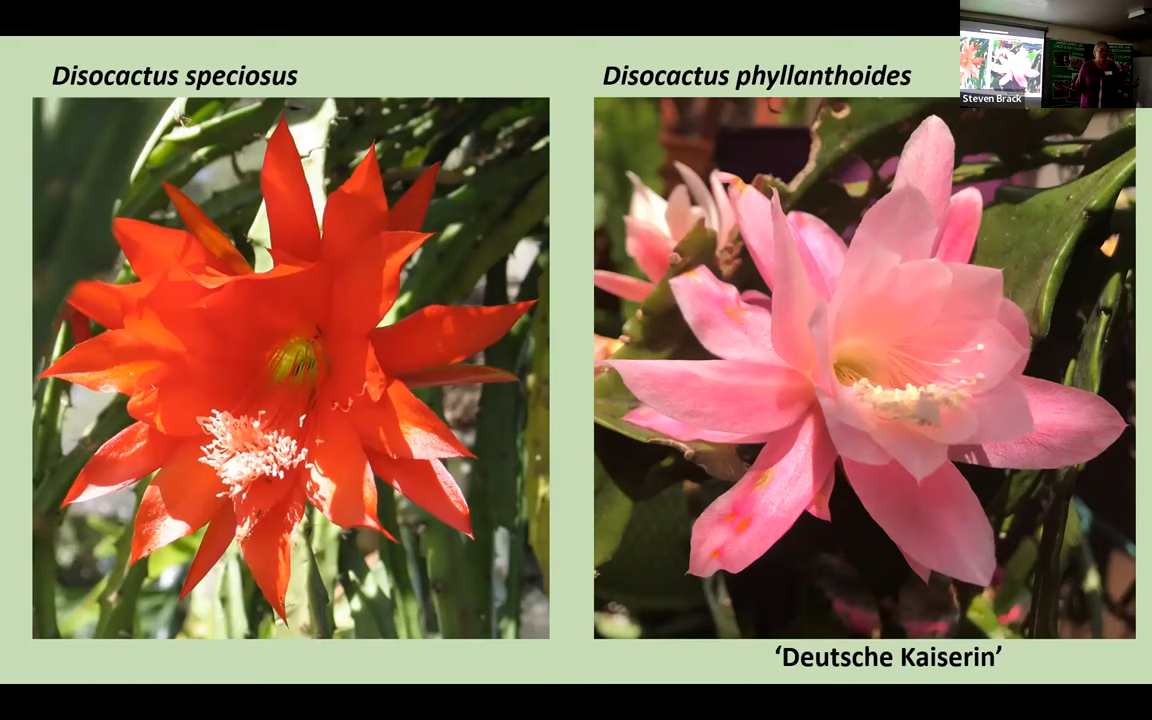 Disocactus speciosus
Disocactus phyllanthoides
Steven Brack
‘Deutsche Kaiserin’